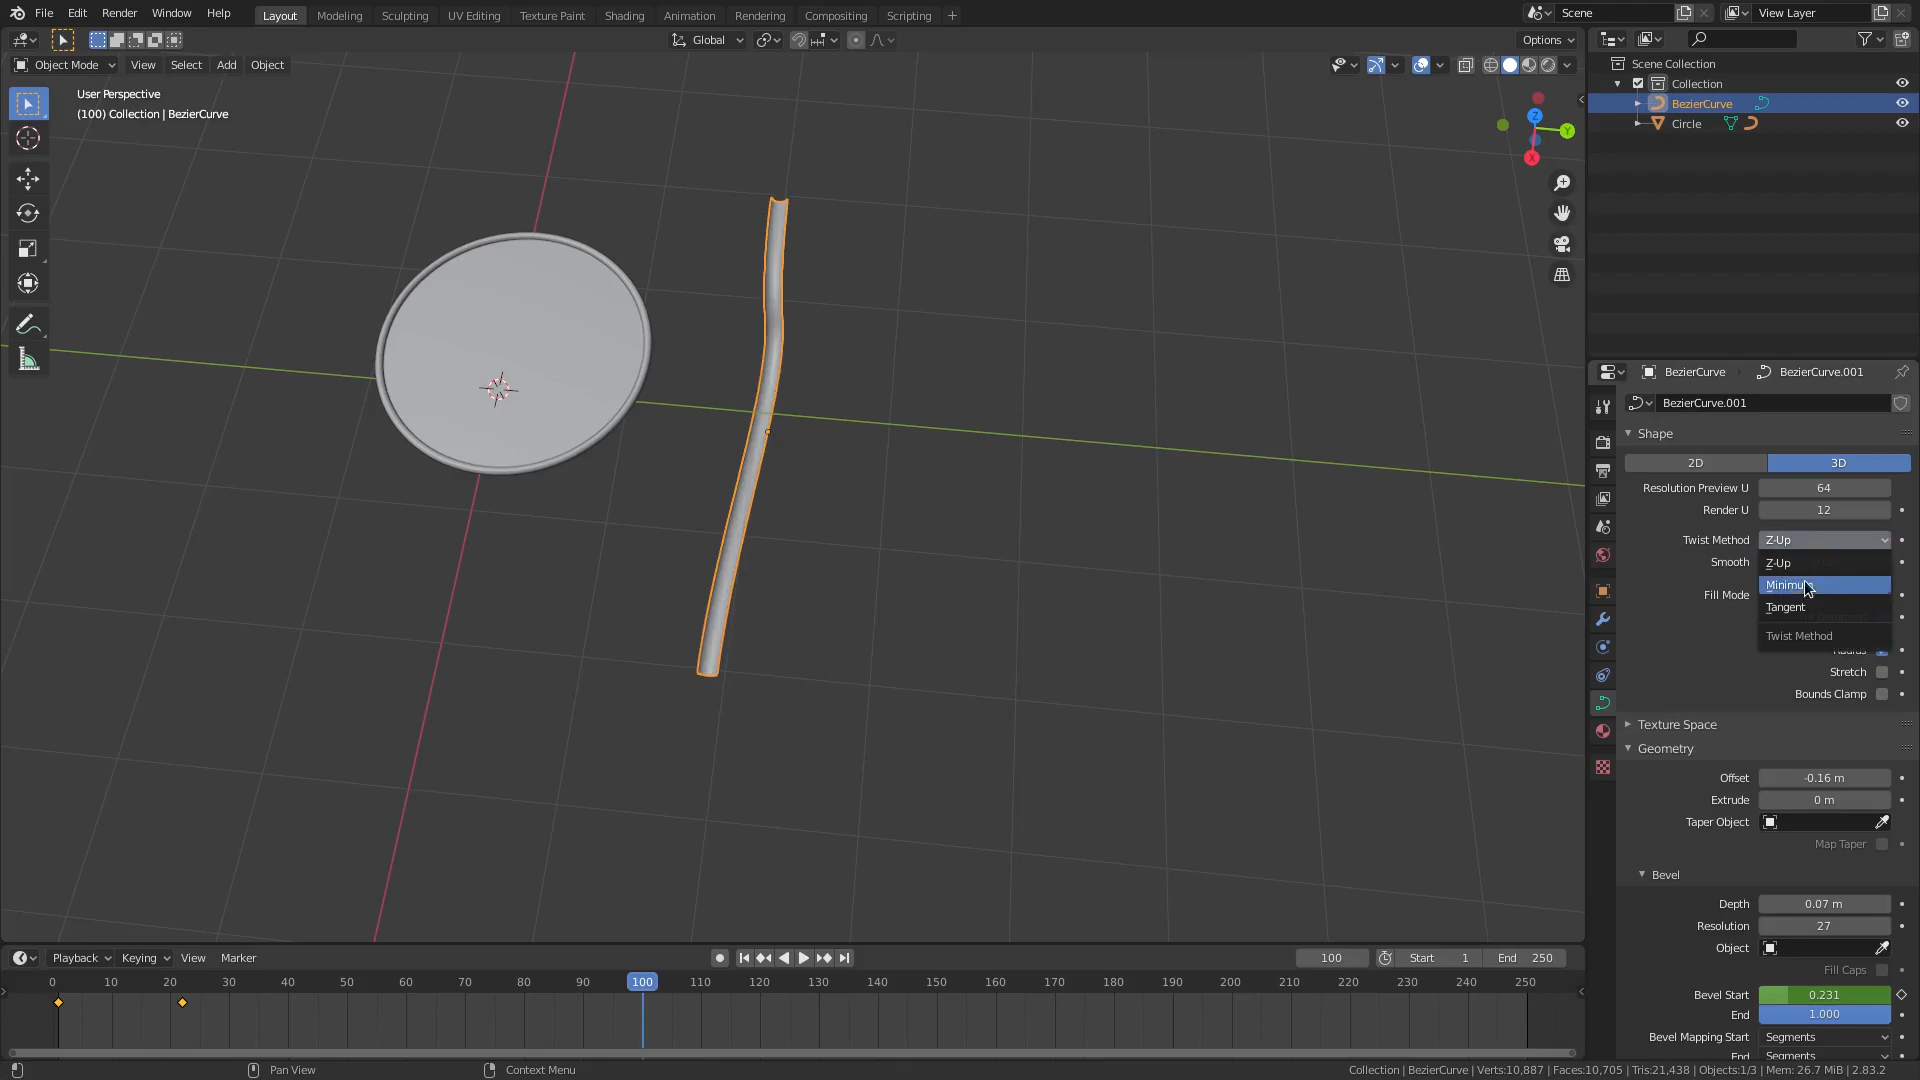 File Edit Render Window Help Layout Modeling Sculpting UV Editing Texture Paint Shading Animation Rendering Compositing Scripting + Scene View Layer
Global Options
Object Mode View Select Add Object
User Perspective
(100) Collection | BezierCurve
Z
Y
X
Scene Collection
Collection
BezierCurve
Circle
BezierCurve BezierCurve.001
BezierCurve.001
Shape
2D 3D
Resolution Preview U 64
Render U 12
Twist Method Z-Up
Smooth Z-Up
Minimum
Fill Mode
Tangent
Twist Method
Radius
Stretch
Bounds Clamp
Texture Space
Geometry
Offset -0.16 m
Extrude 0 m
Taper Object
Map Taper
Bevel
Depth 0.07 m
Resolution 27
Object
Fill Caps
Bevel Start 0.231
End 1.000
Bevel Mapping Start Segments
End Segments
Playback Keying View Marker 100 Start 1 End 250
0 10 20 30 40 50 60 70 80 90 100 110 120 130 140 150 160 170 180 190 200 210 220 230 240 250
Pan View Context Menu Collection | BezierCurve | Verts:10,887 | Faces:10,705 | Tris:21,438 | Objects:1/3 | Mem: 26.7 MiB | 2.83.2